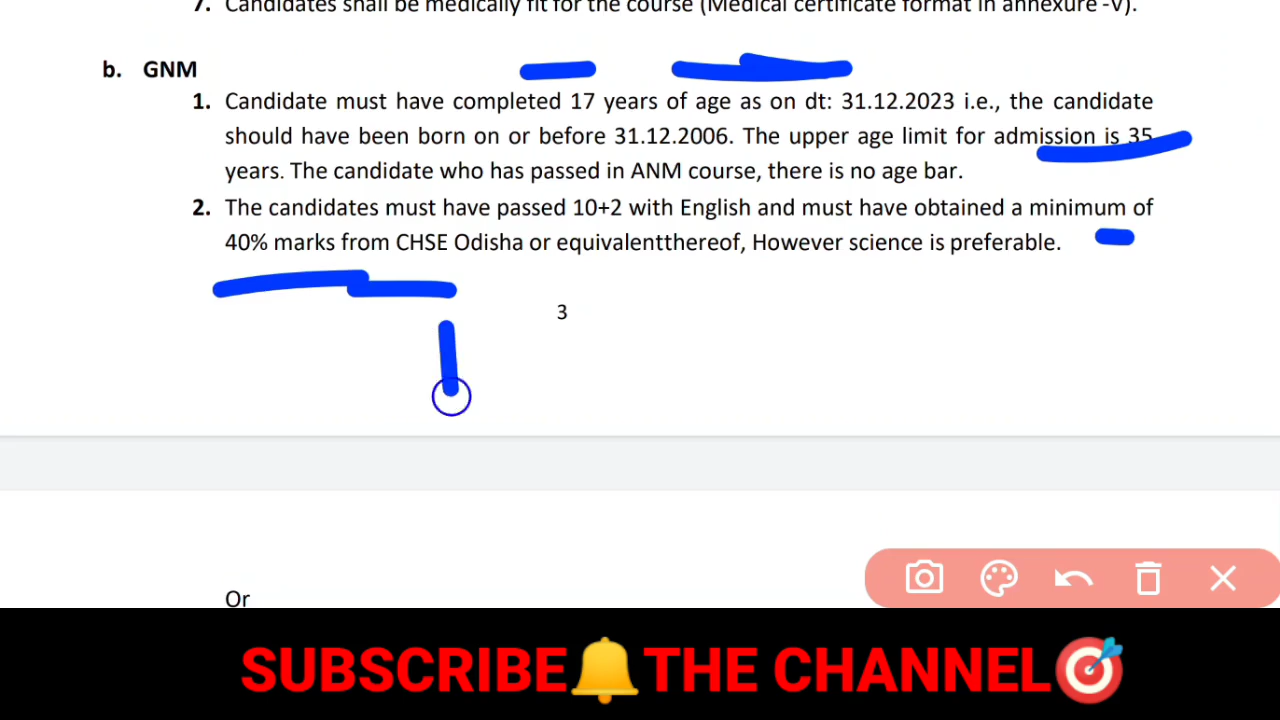 7. Candidates shall be medically fit for the course (Medical certificate format in annexure -V).
b. GNM
1. Candidate must have completed 17 years of age as on dt: 31.12.2023 i.e., the candidate
should have been born on or before 31.12.2006. The upper age limit for admission is 35
years. The candidate who has passed in ANM course, there is no age bar.
2. The candidates must have passed 10+2 with English and must have obtained a minimum of
40% marks from CHSE Odisha or equivalentthereof, However science is preferable.
3
Or
SUBSCRIBE🔔THE CHANNEL🎯